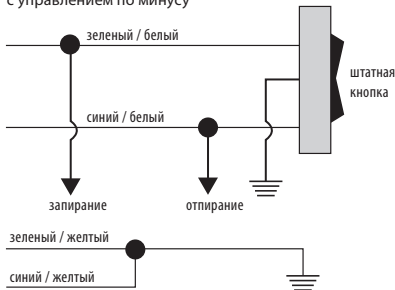 с управлением по минусу
зеленый / белый
штатная
кнопка
синий / белый
запирание
отпирание
зеленый / желтый
синий / желтый